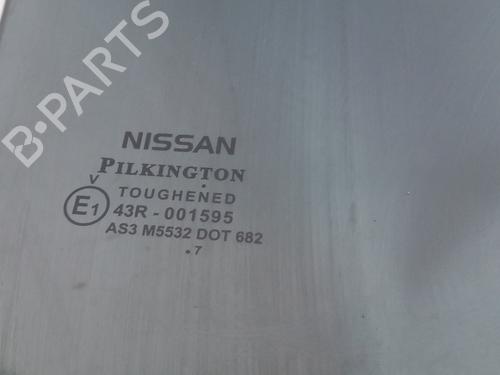 B-PARTS
NISSAN
PILKINGTON
V
TOUGHENED
E1 43R - 001595
AS3 M5532 DOT 682
.7